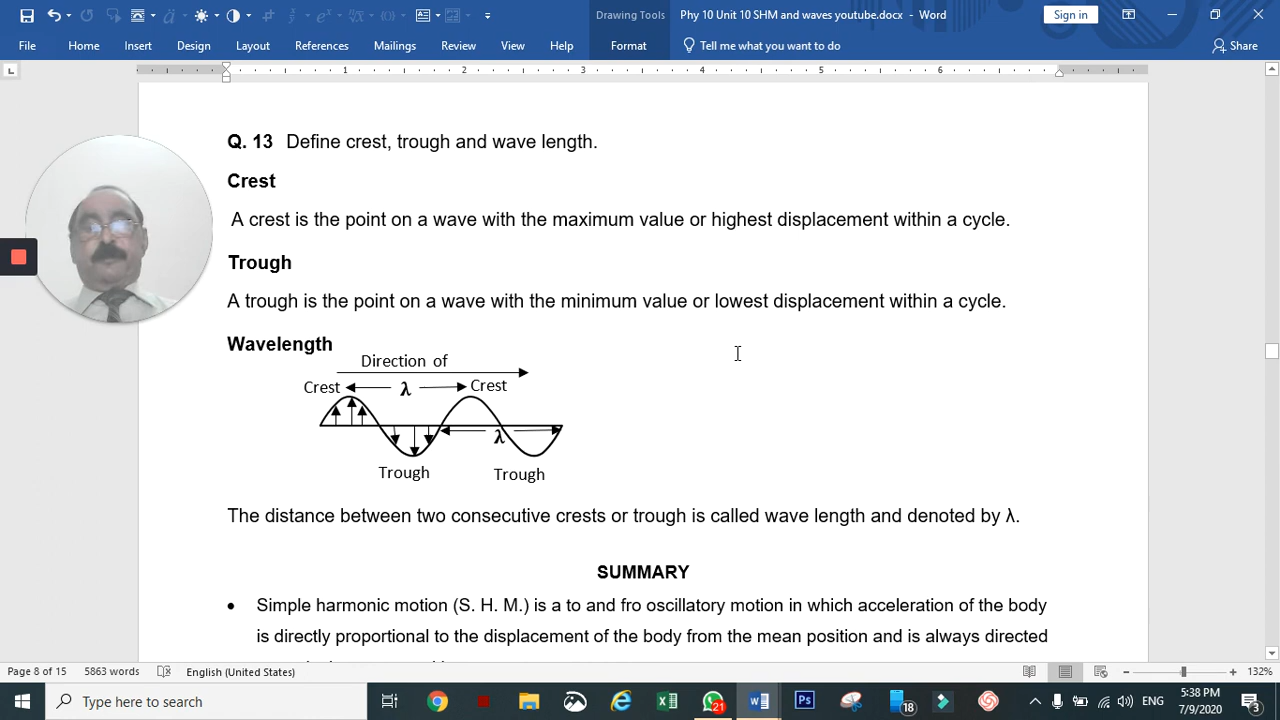 Drawing Tools
Phy 10 Unit 10 SHM and waves youtube.docx - Word
Sign in
File Home Insert Design Layout References Mailings Review View Help Format Tell me what you want to do Share
1 2 3 4 5 6
Q. 13 Define crest, trough and wave length.
Crest
A crest is the point on a wave with the maximum value or highest displacement within a cycle.
Trough
A trough is the point on a wave with the minimum value or lowest displacement within a cycle.
Wavelength
Direction of
Crest λ Crest
λ
Trough Trough
The distance between two consecutive crests or trough is called wave length and denoted by λ.
SUMMARY
• Simple harmonic motion (S. H. M.) is a to and fro oscillatory motion in which acceleration of the body
is directly proportional to the displacement of the body from the mean position and is always directed
Page 8 of 15 5863 words English (United States) 132%
Type here to search
21
18
ENG
5:38 PM
7/9/2020
3